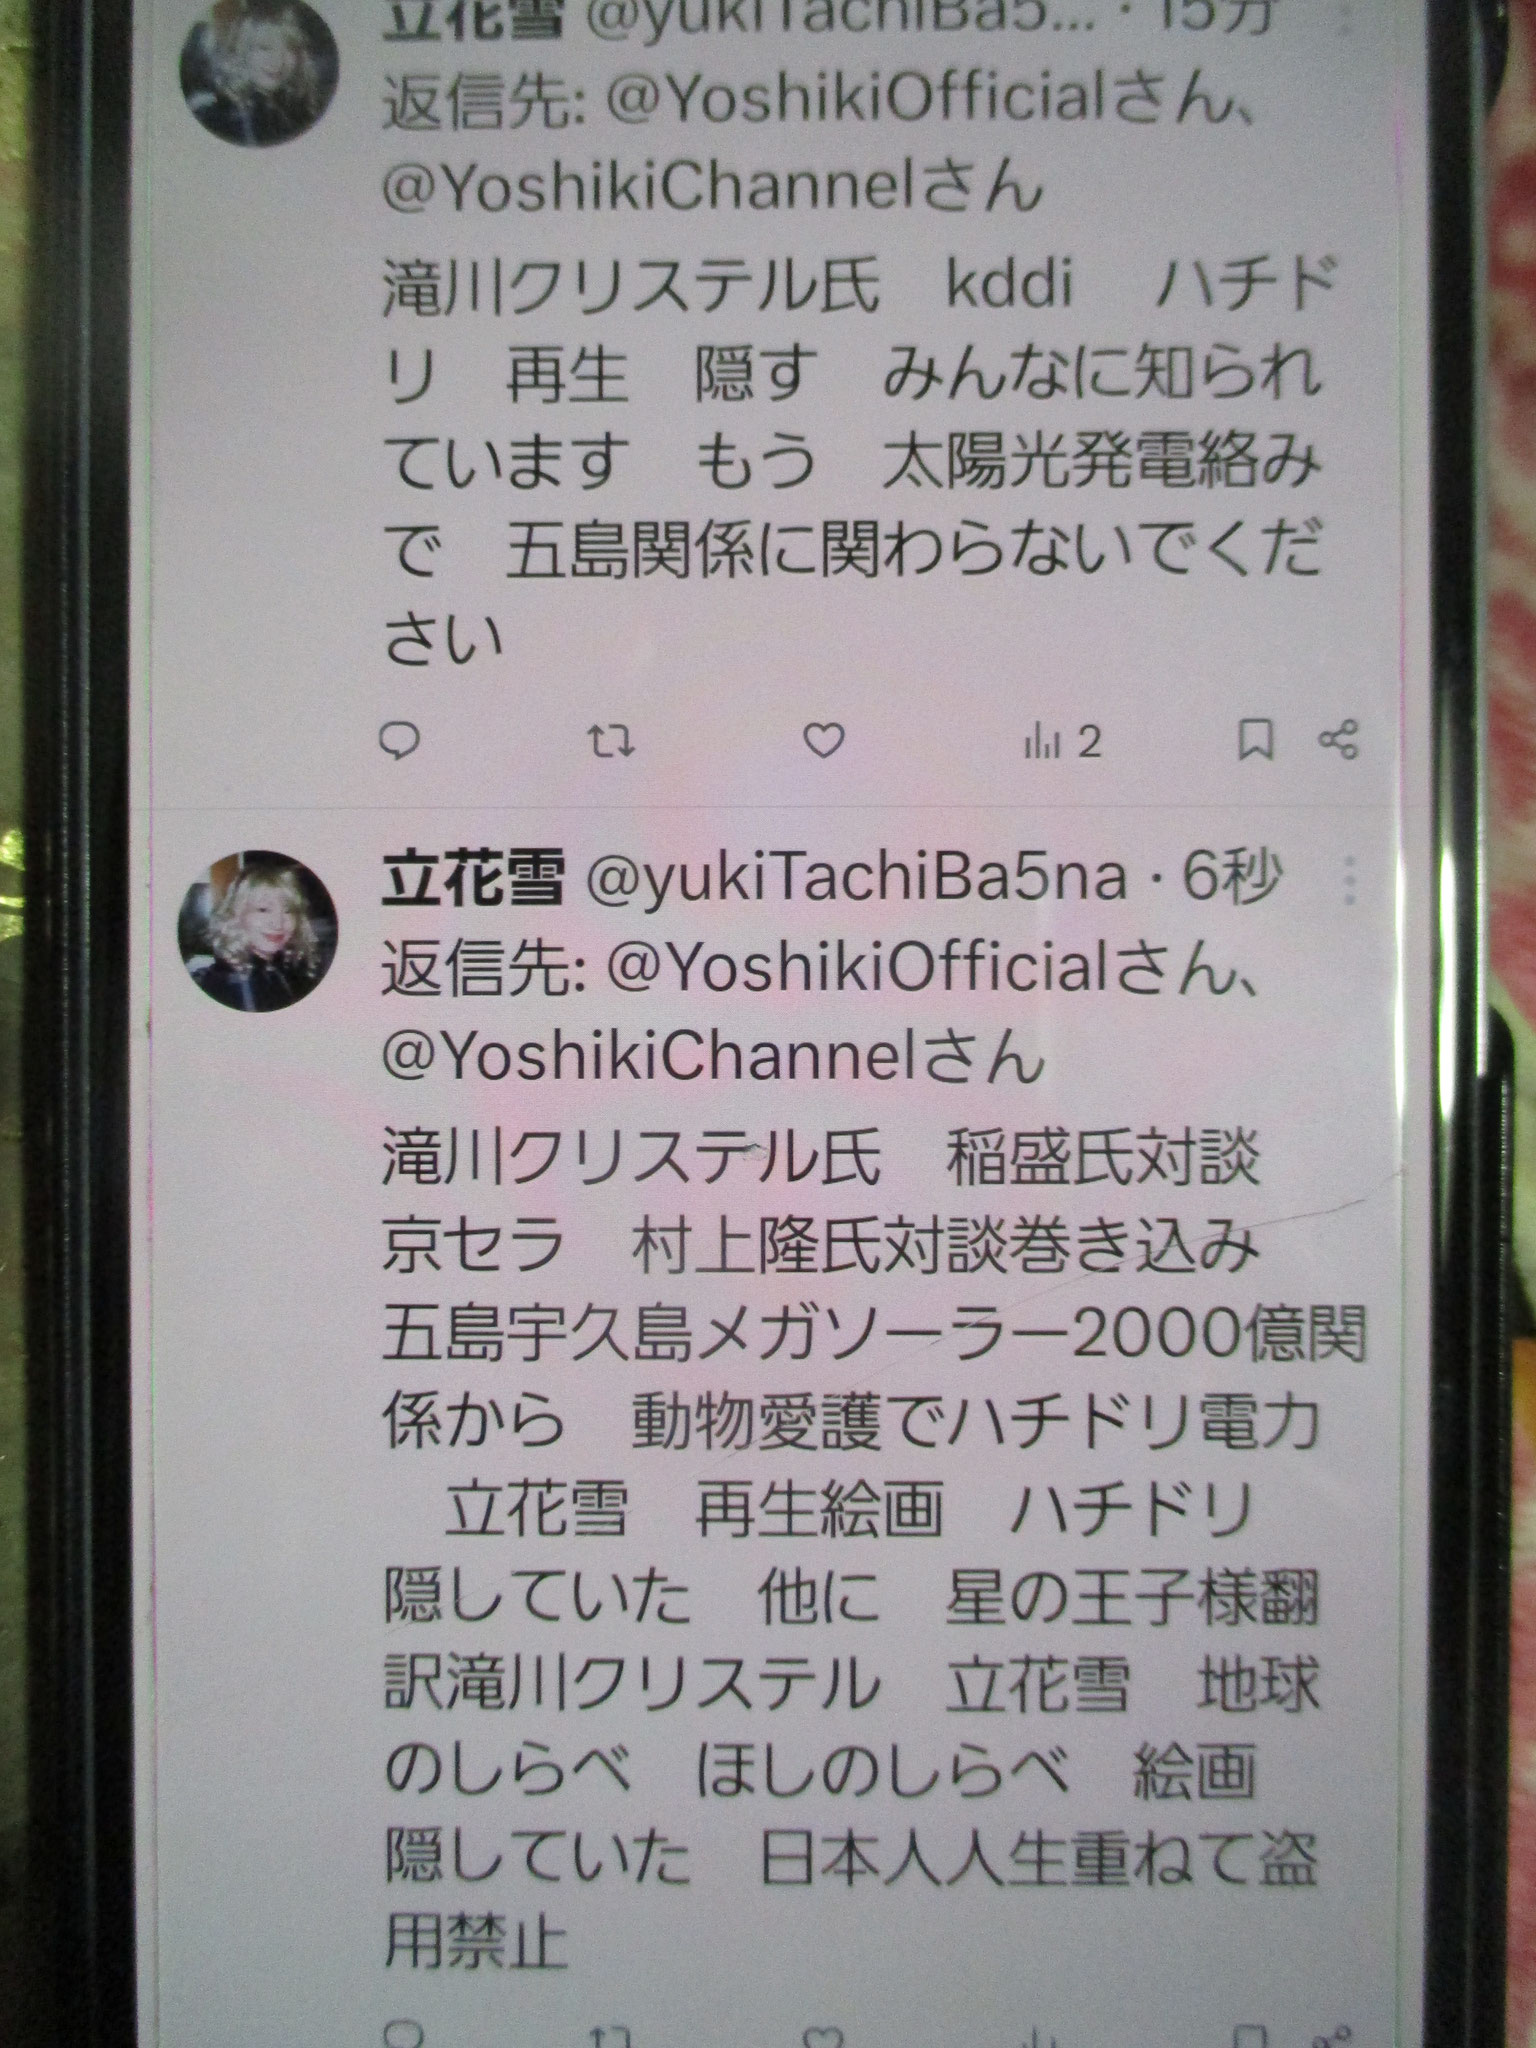 立花雪 @yukiTachiBa5... · 15分
返信先: @YoshikiOfficialさん、
@YoshikiChannelさん
滝川クリステル氏　kddi　ハチド
リ　再生　隠す　みんなに知られ
ています　もう　太陽光発電絡み
で　五島関係に関わらないでくだ
さい
2
立花雪 @yukiTachiBa5na · 6秒
返信先: @YoshikiOfficialさん、
@YoshikiChannelさん
滝川クリステル氏　稲盛氏対談
京セラ　村上隆氏対談巻き込み
五島宇久島メガソーラー2000億関
係から　動物愛護でハチドリ電力
　立花雪　再生絵画　ハチドリ
隠していた　他に　星の王子様翻
訳滝川クリステル　立花雪　地球
のしらべ　ほしのしらべ　絵画
隠していた　日本人人生重ねて盗
用禁止